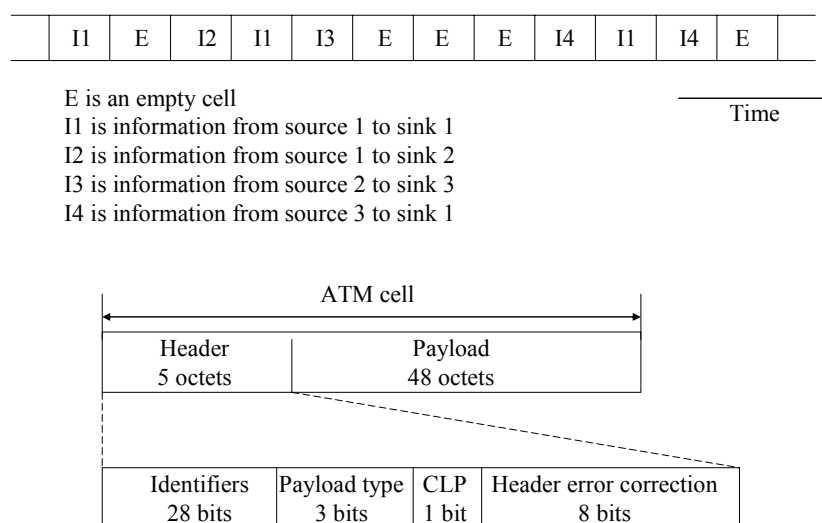 I1 E I2 I1 I3 E E E I4 I1 I4 E
E is an empty cell
Time
I1 is information from source 1 to sink 1
I2 is information from source 1 to sink 2
I3 is information from source 2 to sink 3
I4 is information from source 3 to sink 1
ATM cell
Header Payload
5 octets 48 octets
Identifiers Payload type CLP Header error correction
28 bits 3 bits 1 bit 8 bits